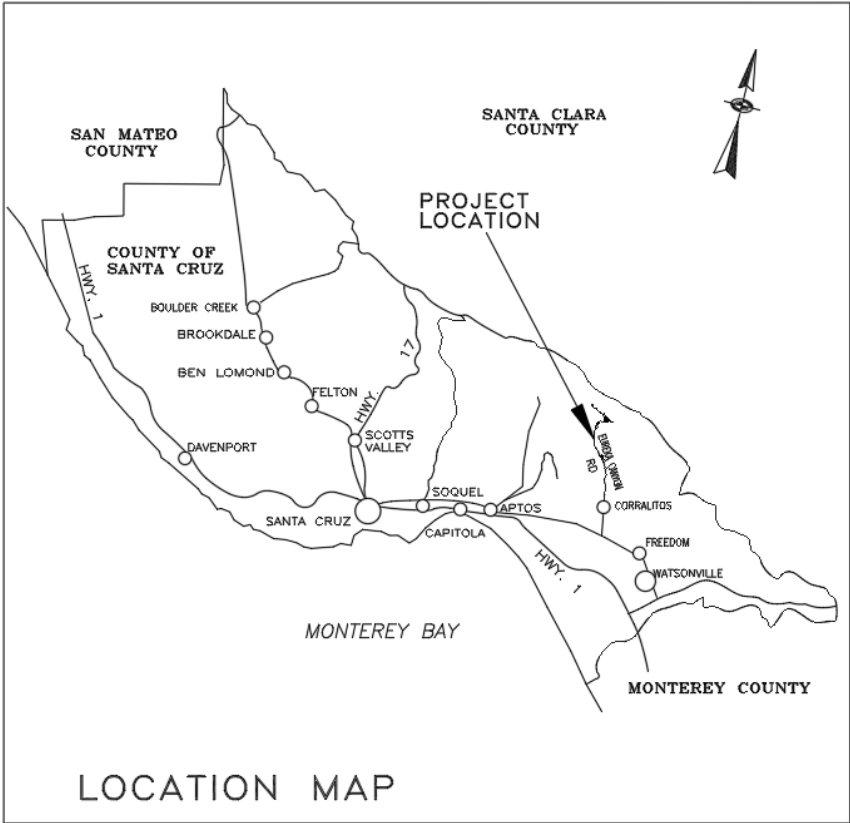 SANTA CLARA
COUNTY
SAN MATEO
COUNTY
PROJECT
LOCATION
COUNTY OF
SANTA CRUZ
HWY. 1
BOULDER CREEK
BROOKDALE
HWY. 17
BEN LOMOND
FELTON
SCOTTS
VALLEY
DAVENPORT
EUREKA CANYON
RD
SOQUEL
SANTA CRUZ
CAPITOLA
APTOS
CORRALITOS
FREEDOM
HWY. 1
WATSONVILLE
MONTEREY BAY
MONTEREY COUNTY
LOCATION MAP